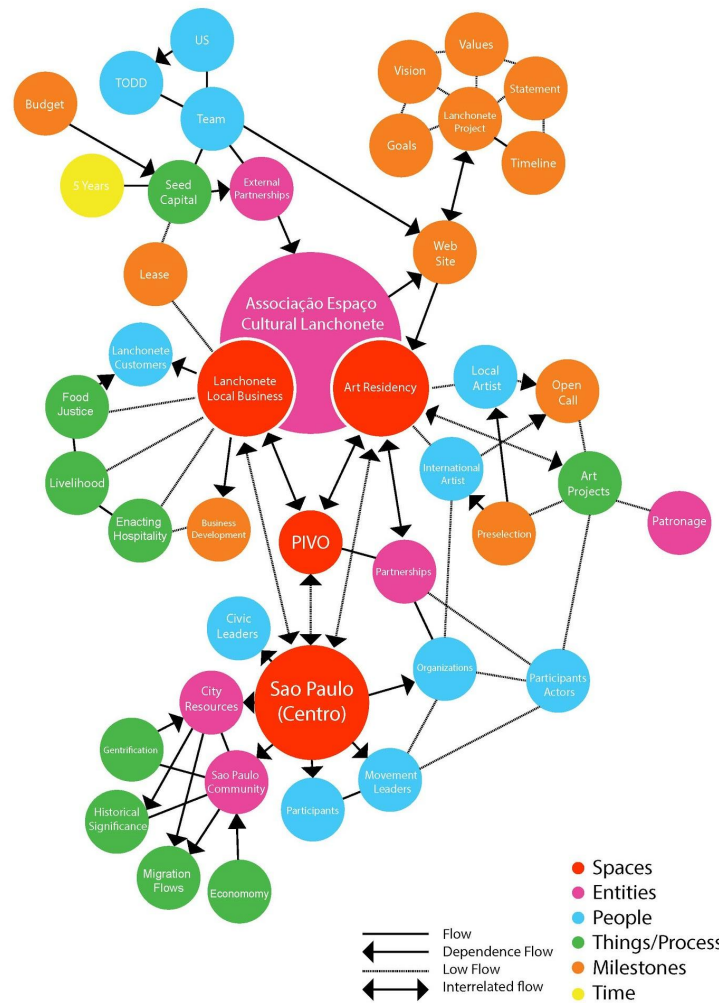 US
Values
TODD
Vision
Statement
Budget
Team
Lanchonete
Project
Goals
Timeline
5 Years
Seed
Capital
External
Partnerships
Web
Site
Lease
Associação Espaço
Cultural Lanchonete
Lanchonete
Customers
Lanchonete
Local Business
Art Residency
Local
Artist
Open
Call
Food
Justice
International
Artist
Art
Projects
Livelihood
Enacting
Hospitality
Business
Development
PIVO
Preselection
Patronage
Partnerships
Civic
Leaders
Organizations
Participants
Actors
City
Resources
Sao Paulo
(Centro)
Gentrification
Sao Paulo
Community
Movement
Leaders
Historical
Significance
Participants
Migration
Flows
Economomy
Spaces
Entities
People
Things/Process
Milestones
Time
Flow
Dependence Flow
Low Flow
Interrelated flow